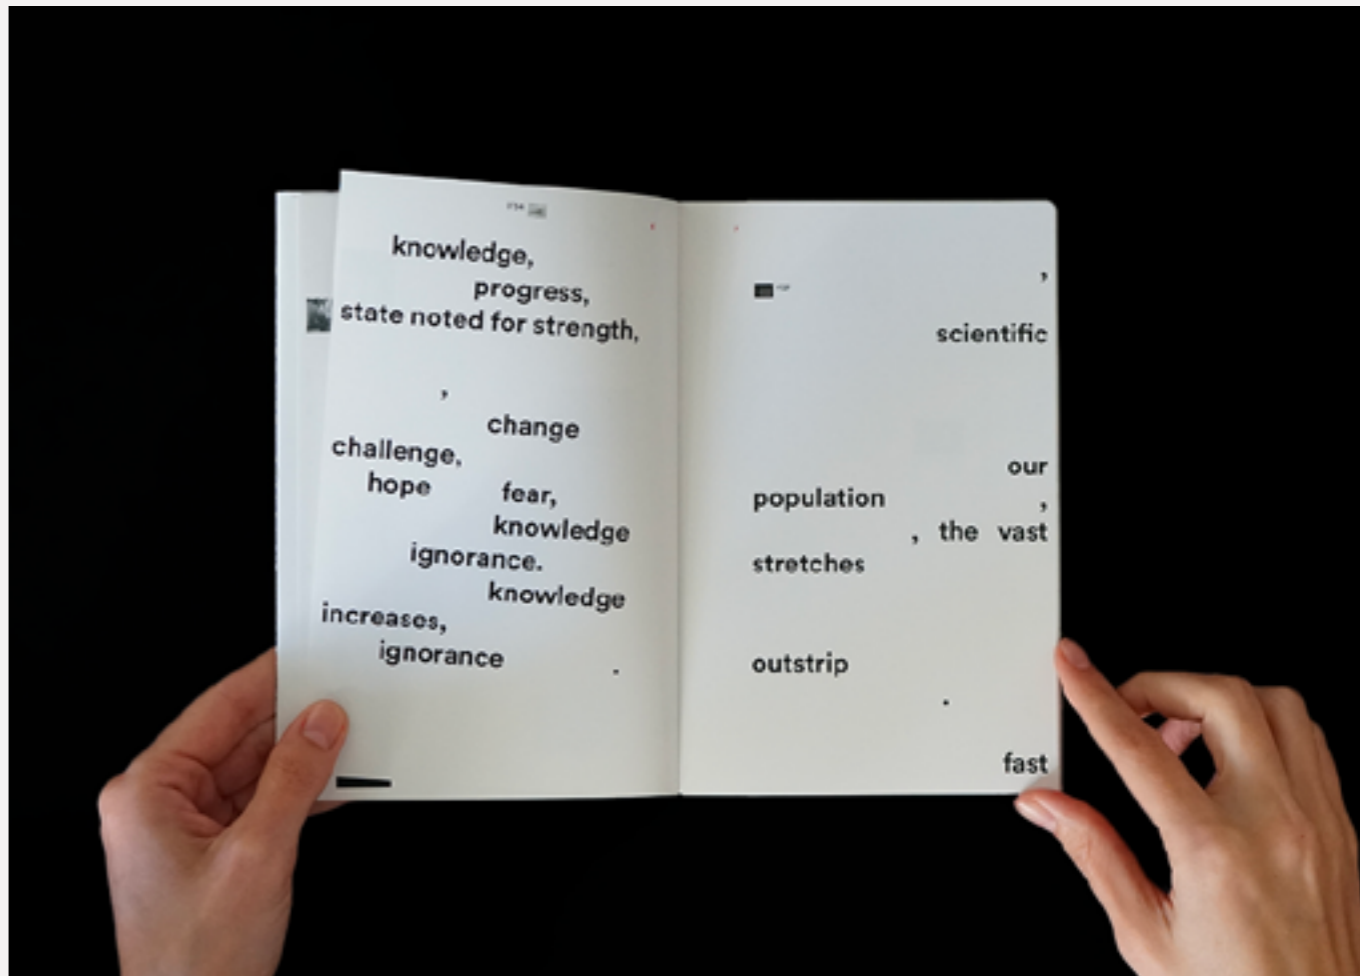 knowledge,
progress,
state noted for strength,
,
change
challenge,
hope fear,
knowledge
ignorance.
knowledge
increases,
ignorance .
,
scientific
our
population ,
, the vast
stretches
outstrip
.
fast